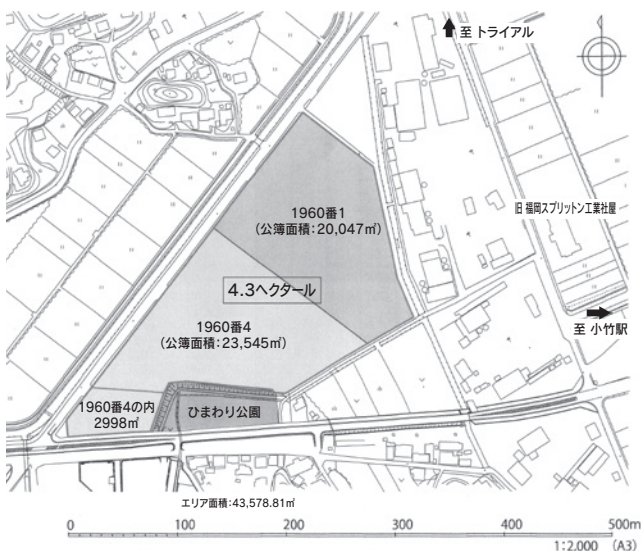 至 トライアル
1960番1
(公簿面積:20,047㎡)
旧 福岡スプリットン工業社屋
4.3ヘクタール
至 小竹駅
1960番4
(公簿面積:23,545㎡)
1960番4の内
2998㎡
ひまわり公園
エリア面積:43,578.81㎡
0 100 200 300 400 500m
1:2,000 (A3)